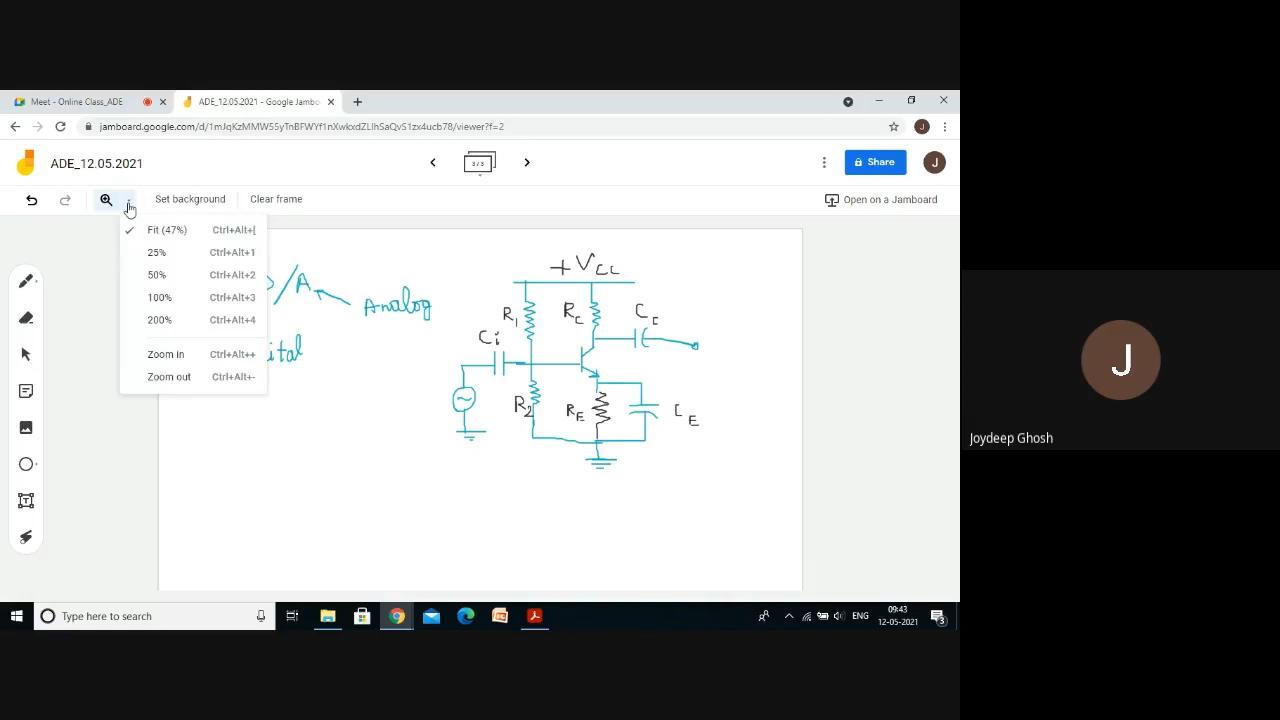 Meet - Online Class_ADE
ADE_12.05.2021 - Google Jambo
jamboard.google.com/d/1mJqKzMMW55yTnBFWYf1nXwkxdZLlhSaQvS1zx4ucb78/viewer?f=2
J
ADE_12.05.2021
3/3
Share
J
Set background
Clear frame
Open on a Jamboard
Fit (47%) Ctrl+Alt+[
25% Ctrl+Alt+1
50% Ctrl+Alt+2
100% Ctrl+Alt+3
200% Ctrl+Alt+4
Zoom in Ctrl+Alt++
Zoom out Ctrl+Alt+-
/A
Analog
ital
+VCC
R1
RC
CC
Ci
R2
RE
CE
J
Joydeep Ghosh
Type here to search
ENG
09:43
12-05-2021
3